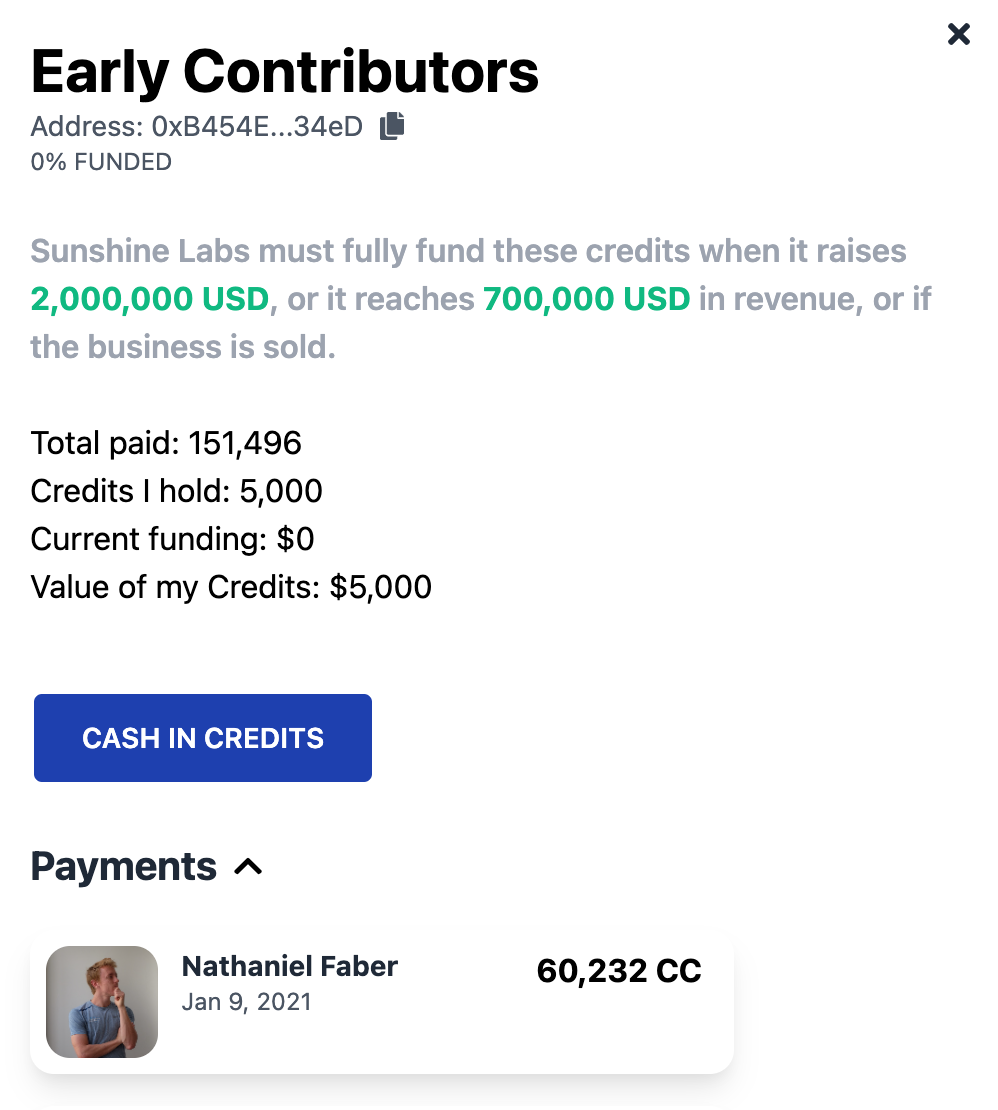 Early Contributors
Address: 0xB454E...34eD
0% FUNDED
Sunshine Labs must fully fund these credits when it raises
2,000,000 USD, or it reaches 700,000 USD in revenue, or if
the business is sold.
Total paid: 151,496
Credits I hold: 5,000
Current funding: $0
Value of my Credits: $5,000
CASH IN CREDITS
Payments
Nathaniel Faber
60,232 CC
Jan 9, 2021